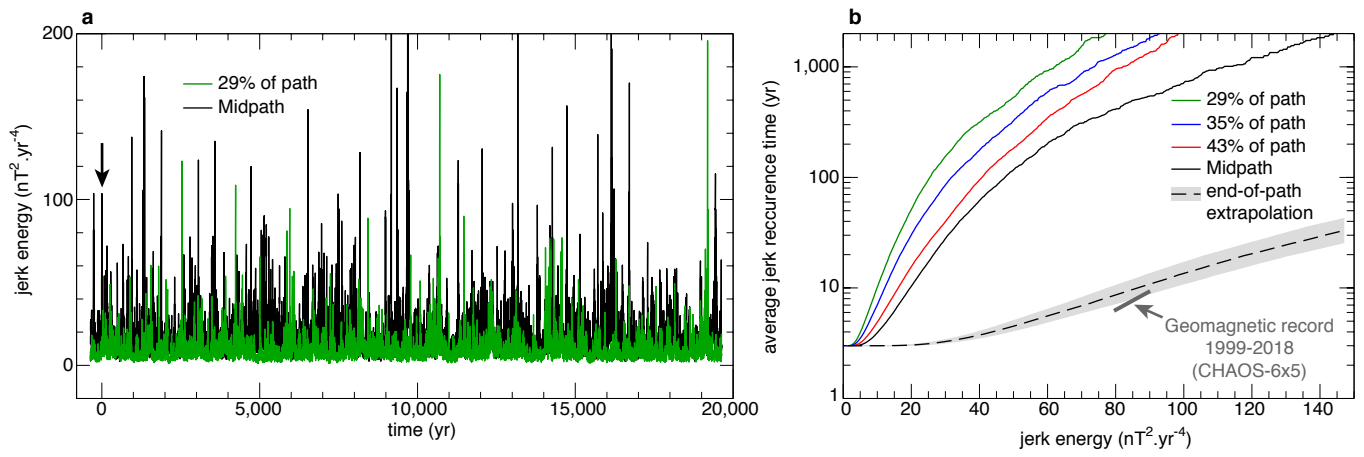 a
200
100
0
jerk energy (nT².yr⁻⁴)
29% of path
Midpath
0
5,000
10,000
15,000
20,000
time (yr)
b
1,000
100
10
1
average jerk reccurence time (yr)
29% of path
35% of path
43% of path
Midpath
end-of-path
extrapolation
Geomagnetic record
1999-2018
(CHAOS-6x5)
0
20
40
60
80
100
120
140
jerk energy (nT².yr⁻⁴)